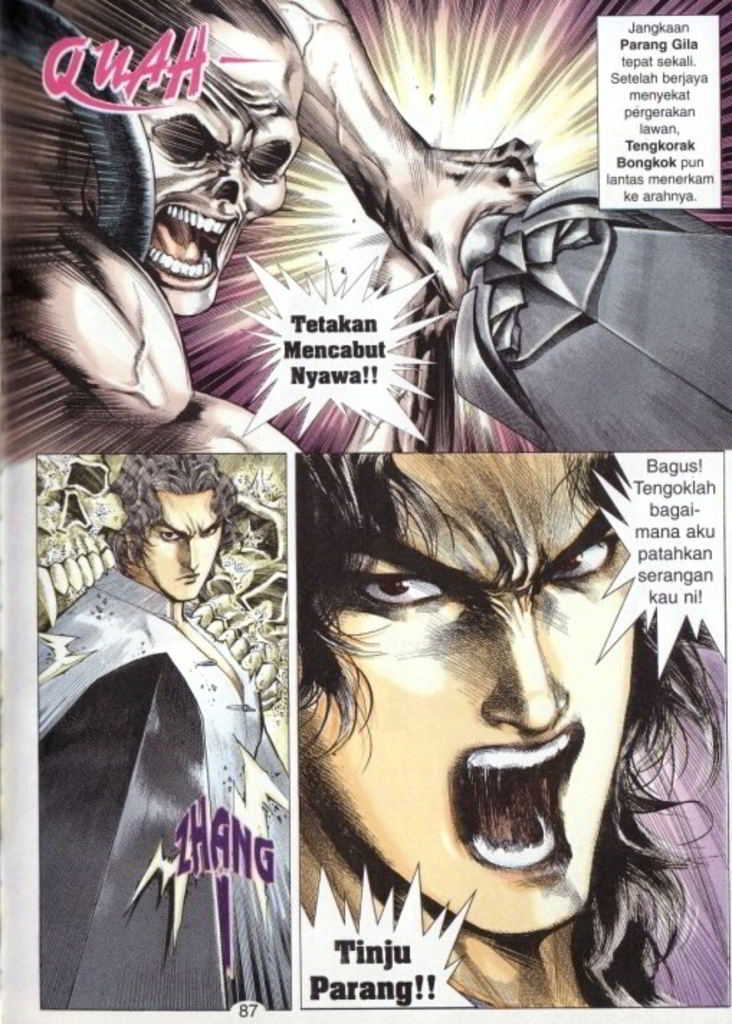 QUAH
Jangkaan
Parang Gila
tepat sekali.
Setelah berjaya
menyekat
pergerakan
lawan,
Tengkorak
Bongkok pun
lantas menerkam
ke arahnya.
Tetakan
Mencabut
Nyawa!!
ZHANG
Bagus!
Tengoklah
bagai-
mana aku
patahkan
serangan
kau ni!
Tinju
Parang!!
87